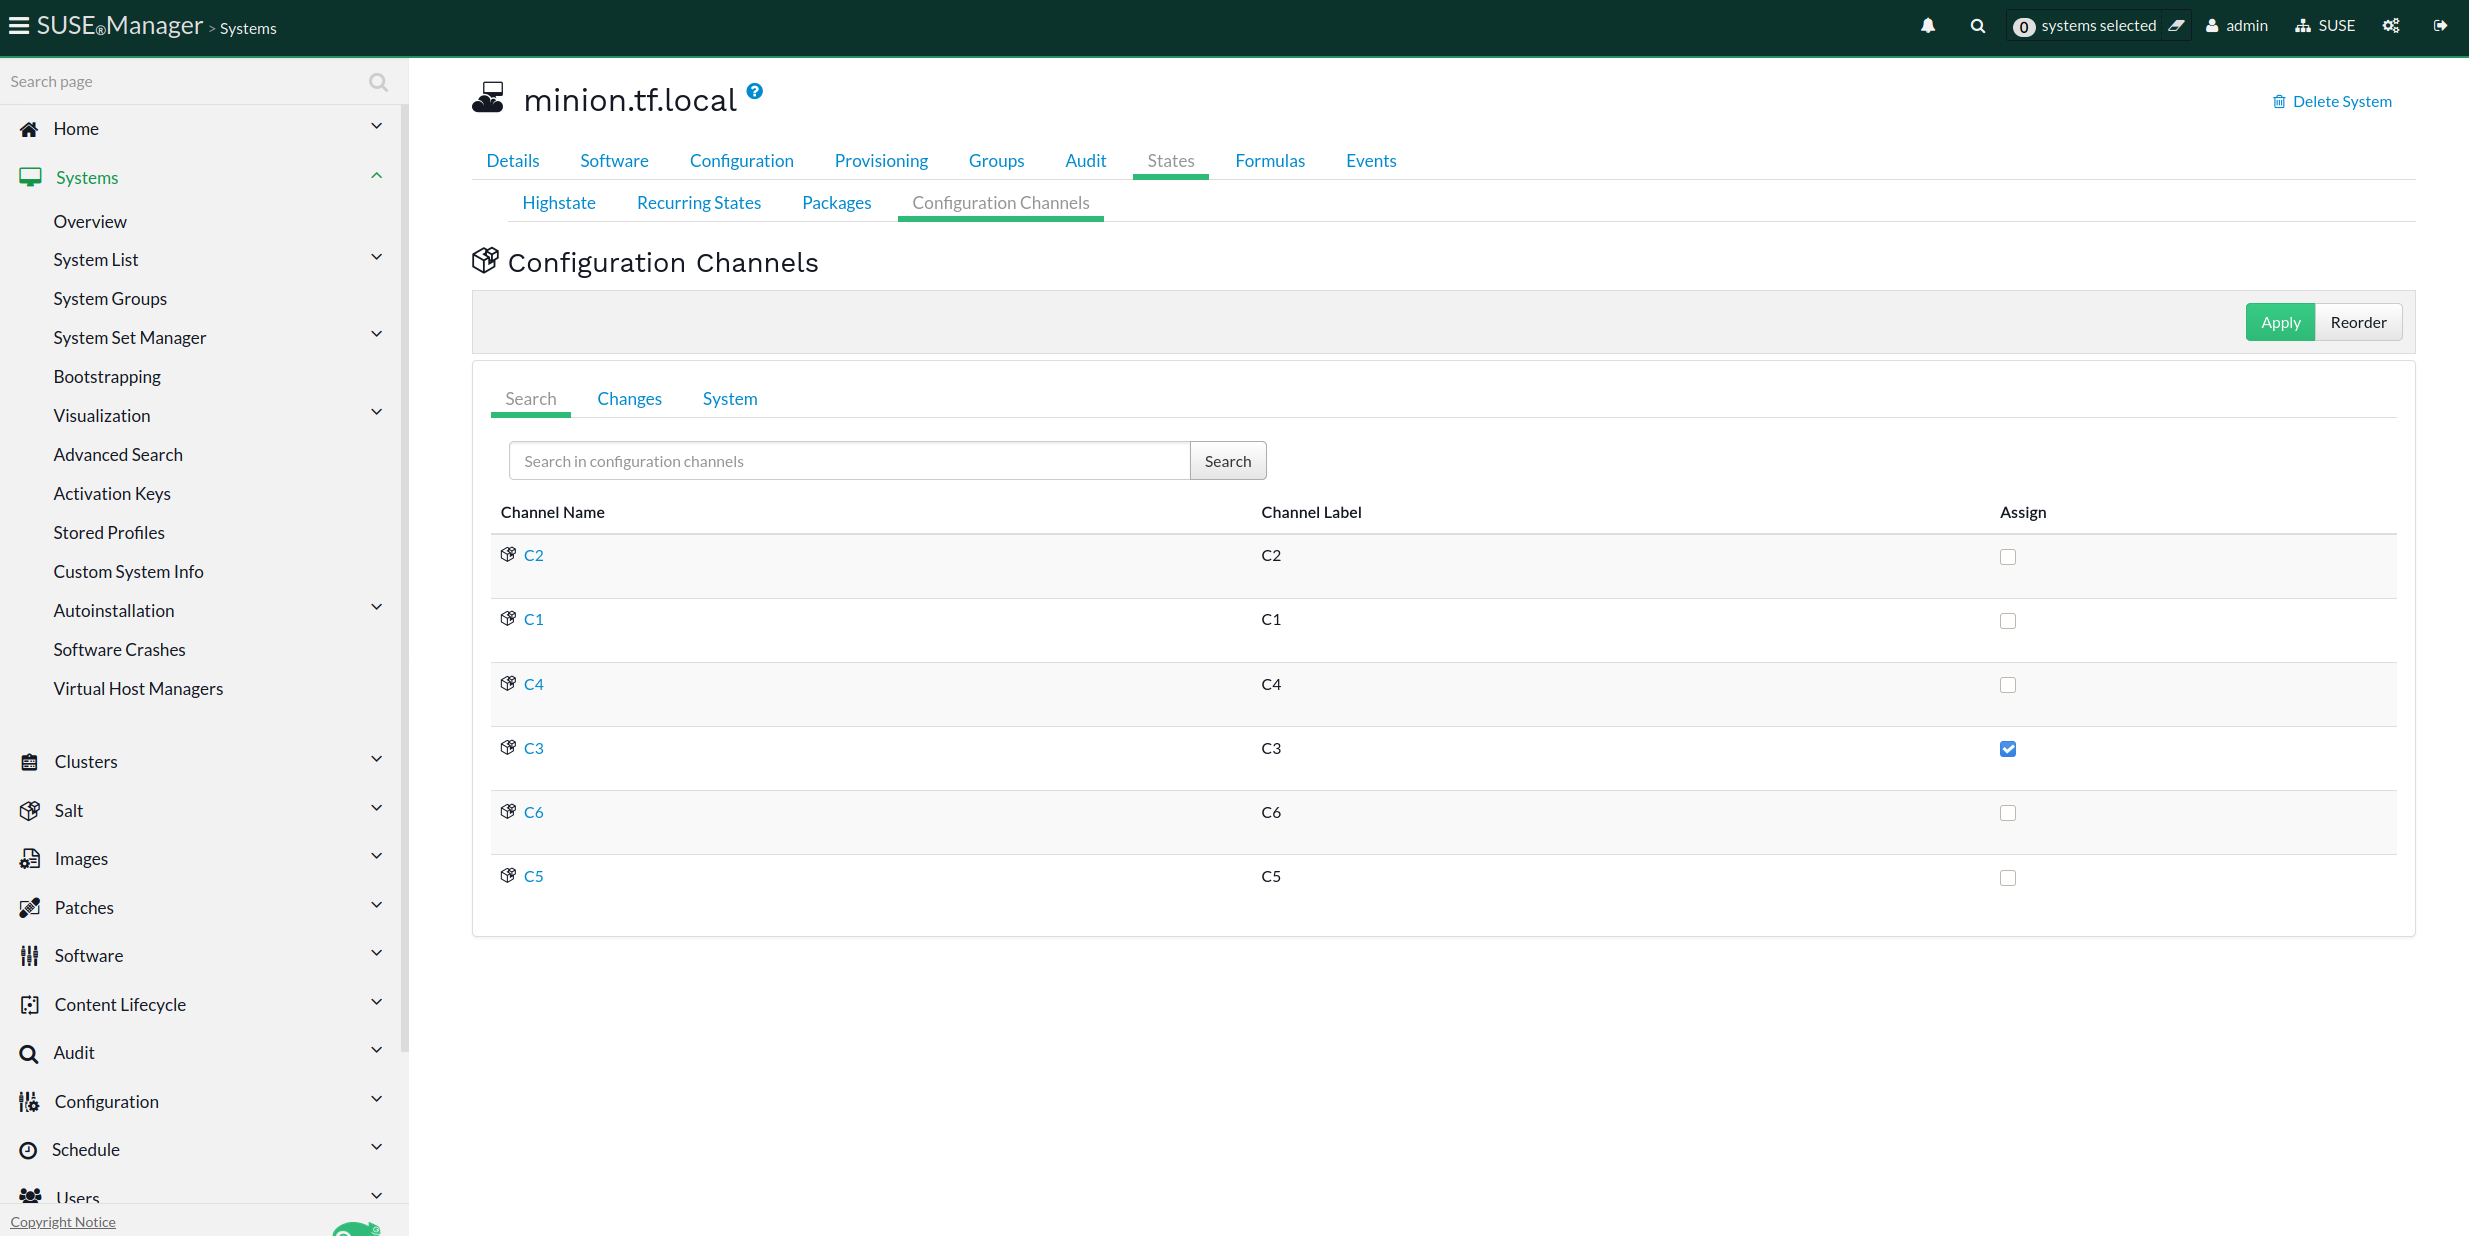 SUSE®Manager > Systems
0 systems selected
admin
SUSE
Search page
Home
Systems
Overview
System List
System Groups
System Set Manager
Bootstrapping
Visualization
Advanced Search
Activation Keys
Stored Profiles
Custom System Info
Autoinstallation
Software Crashes
Virtual Host Managers
Clusters
Salt
Images
Patches
Software
Content Lifecycle
Audit
Configuration
Schedule
Users
Copyright Notice
minion.tf.local ?
Delete System
Details Software Configuration Provisioning Groups Audit States Formulas Events
Highstate Recurring States Packages Configuration Channels
Configuration Channels
Apply Reorder
Search Changes System
Search in configuration channels Search
Channel Name Channel Label Assign
C2 C2
C1 C1
C4 C4
C3 C3
C6 C6
C5 C5